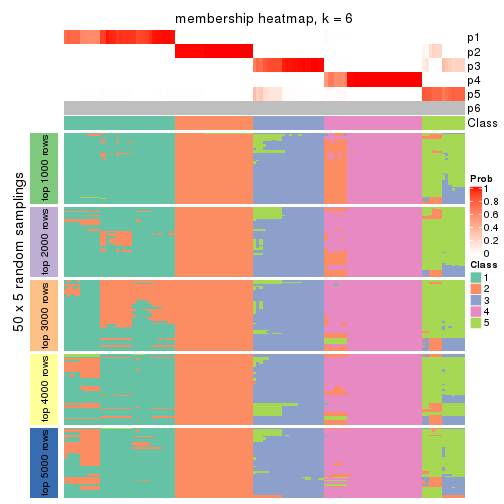 membership heatmap, k = 6
p1
p2
p3
p4
p5
p6
Class
50 x 5 random samplings
top 1000 rows
top 2000 rows
top 3000 rows
top 4000 rows
top 5000 rows
Prob
1
0.8
0.6
0.4
0.2
0
Class
1
2
3
4
5